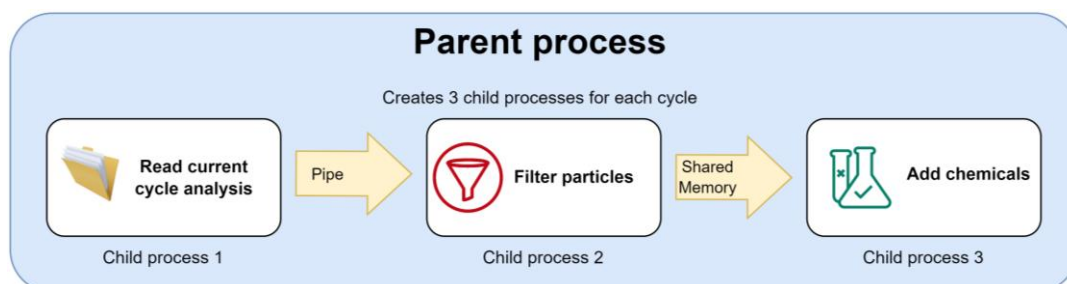 Parent process
Creates 3 child processes for each cycle
Read current
cycle analysis
Pipe
Filter particles
Shared
Memory
Add chemicals
Child process 1
Child process 2
Child process 3